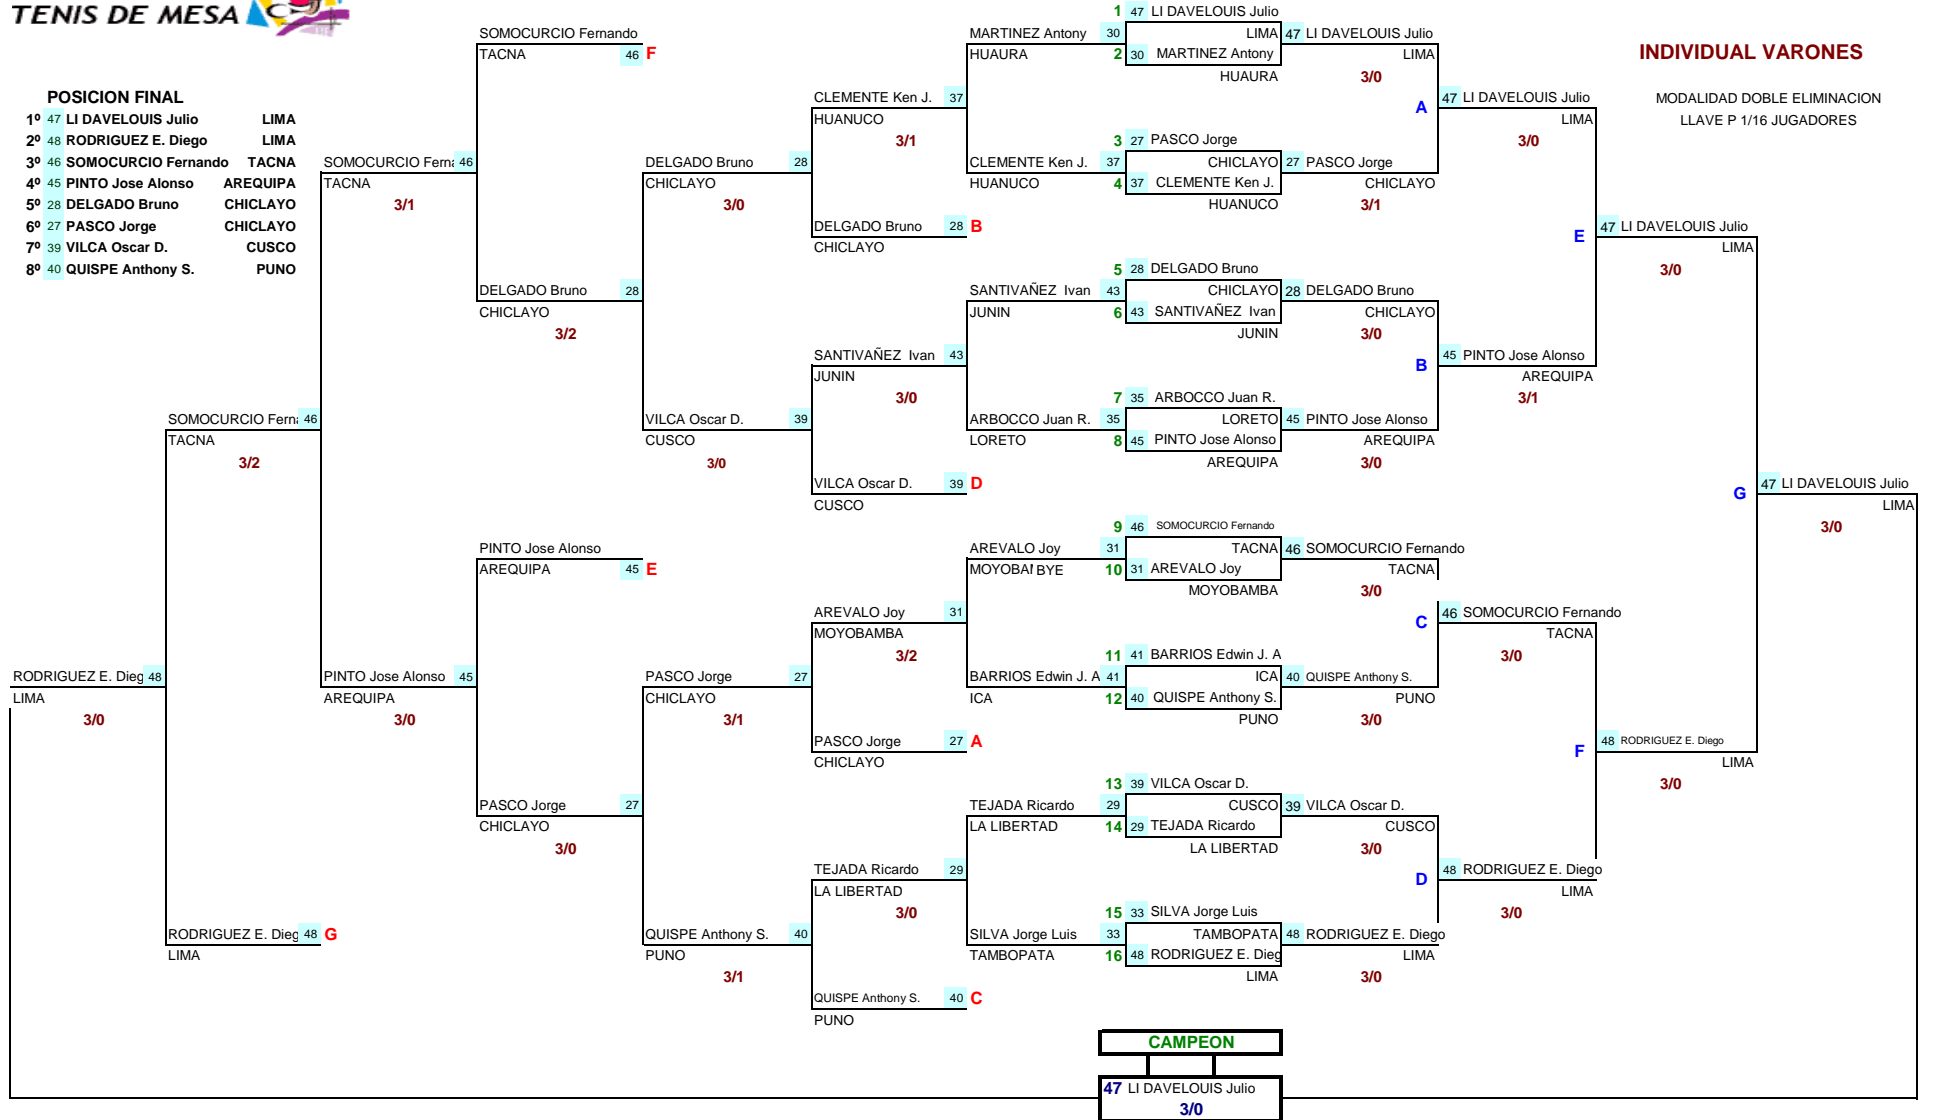 TENIS DE MESA
INDIVIDUAL VARONES
MODALIDAD DOBLE ELIMINACION
LLAVE P 1/16 JUGADORES
POSICION FINAL
1º 47 LI DAVELOUIS Julio LIMA
2º 48 RODRIGUEZ E. Diego LIMA
3º 46 SOMOCURCIO Fernando TACNA
4º 45 PINTO Jose Alonso AREQUIPA
5º 28 DELGADO Bruno CHICLAYO
6º 27 PASCO Jorge CHICLAYO
7º 39 VILCA Oscar D. CUSCO
8º 40 QUISPE Anthony S. PUNO
RODRIGUEZ E. Dieg 48
LIMA
3/0
SOMOCURCIO Ferna 46
TACNA
3/2
RODRIGUEZ E. Dieg 48 G
LIMA
SOMOCURCIO Ferna 46
TACNA
3/1
PINTO Jose Alonso 45
AREQUIPA
3/0
SOMOCURCIO Fernando
TACNA 46 F
DELGADO Bruno 28
CHICLAYO
3/2
PINTO Jose Alonso
AREQUIPA 45 E
PASCO Jorge 27
CHICLAYO
3/0
DELGADO Bruno 28
CHICLAYO
3/0
VILCA Oscar D. 39
CUSCO
3/0
PASCO Jorge 27
CHICLAYO
3/1
QUISPE Anthony S. 40
PUNO
3/1
CLEMENTE Ken J. 37
HUANUCO
3/1
DELGADO Bruno 28 B
CHICLAYO
SANTIVAÑEZ Ivan 43
JUNIN
3/0
VILCA Oscar D. 39 D
CUSCO
AREVALO Joy 31
MOYOBAMBA
3/2
PASCO Jorge 27 A
CHICLAYO
TEJADA Ricardo 29
LA LIBERTAD
3/0
QUISPE Anthony S. 40 C
PUNO
MARTINEZ Antony 30
HUAURA
CLEMENTE Ken J. 37
HUANUCO
SANTIVAÑEZ Ivan 43
JUNIN
ARBOCCO Juan R. 35
LORETO
AREVALO Joy 31
MOYOBAI BYE
BARRIOS Edwin J. A 41
ICA
TEJADA Ricardo 29
LA LIBERTAD
SILVA Jorge Luis 33
TAMBOPATA
1 47 LI DAVELOUIS Julio
LIMA
2 30 MARTINEZ Antony
HUAURA
3 27 PASCO Jorge
CHICLAYO
4 37 CLEMENTE Ken J.
HUANUCO
5 28 DELGADO Bruno
CHICLAYO
6 43 SANTIVAÑEZ Ivan
JUNIN
7 35 ARBOCCO Juan R.
LORETO
8 45 PINTO Jose Alonso
AREQUIPA
9 46 SOMOCURCIO Fernando
TACNA
10 31 AREVALO Joy
MOYOBAMBA
11 41 BARRIOS Edwin J. A
ICA
12 40 QUISPE Anthony S.
PUNO
13 39 VILCA Oscar D.
CUSCO
14 29 TEJADA Ricardo
LA LIBERTAD
15 33 SILVA Jorge Luis
TAMBOPATA
16 48 RODRIGUEZ E. Dieg
LIMA
47 LI DAVELOUIS Julio
LIMA
3/0
27 PASCO Jorge
CHICLAYO
3/1
28 DELGADO Bruno
CHICLAYO
3/0
45 PINTO Jose Alonso
AREQUIPA
3/0
46 SOMOCURCIO Fernando
TACNA
3/0
40 QUISPE Anthony S.
PUNO
3/0
39 VILCA Oscar D.
CUSCO
3/0
48 RODRIGUEZ E. Diego
LIMA
3/0
A 47 LI DAVELOUIS Julio
LIMA
3/0
B 45 PINTO Jose Alonso
AREQUIPA
3/1
C 46 SOMOCURCIO Fernando
TACNA
3/0
D 48 RODRIGUEZ E. Diego
LIMA
3/0
E 47 LI DAVELOUIS Julio
LIMA
3/0
F 48 RODRIGUEZ E. Diego
LIMA
3/0
G 47 LI DAVELOUIS Julio
LIMA
3/0
CAMPEON
47 LI DAVELOUIS Julio
3/0